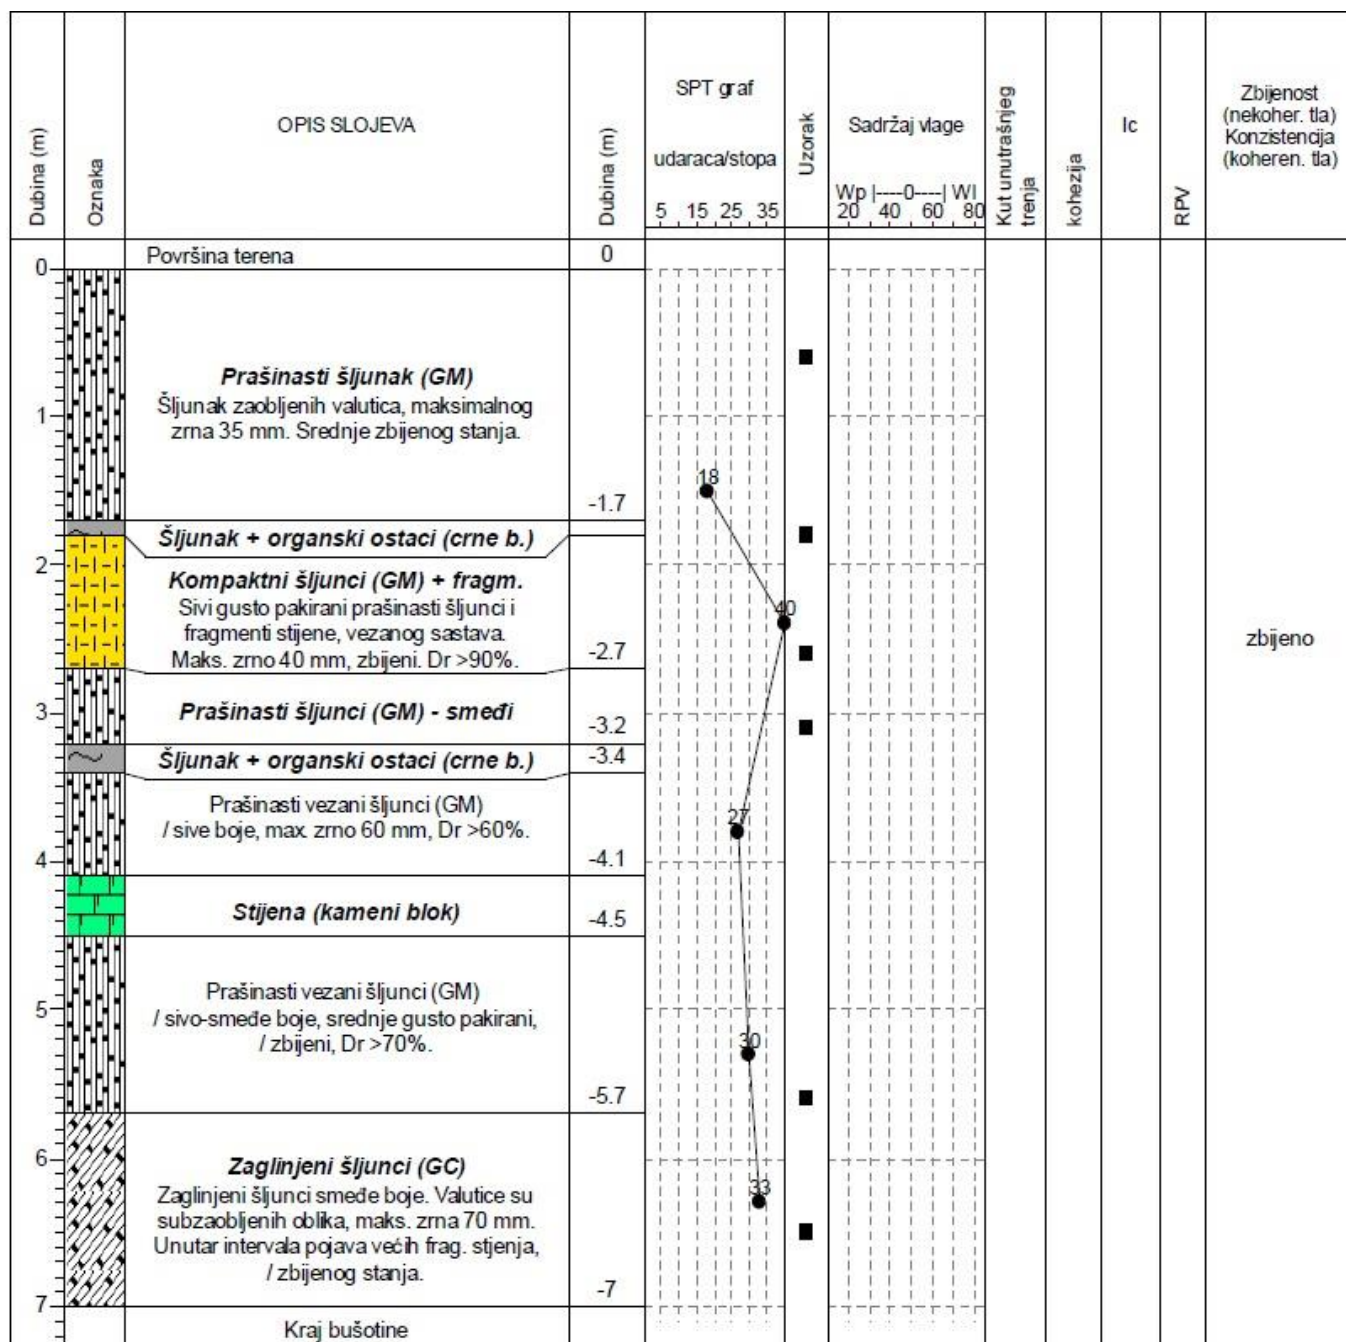 Dubina (m)
Oznaka
OPIS SLOJEVA
Dubina (m)
SPT graf
udaraca/stopa
5 15 25 35
Uzorak
Sadržaj vlage
Wp |----0----| Wl
20 40 60 80
Kut unutrašnjeg
trenja
kohezija
Ic
RPV
Zbijenost
(nekoher. tla)
Konzistencija
(koheren. tla)
Površina terena
0
0
Prašinasti šljunak (GM)
Šljunak zaobljenih valutica, maksimalnog
zrna 35 mm. Srednje zbijenog stanja.
1
18
-1.7
Šljunak + organski ostaci (crne b.)
2
Kompaktni šljunci (GM) + fragm.
Sivi gusto pakirani prašinasti šljunci i
fragmenti stijene, vezanog sastava.
Maks. zrno 40 mm, zbijeni. Dr >90%.
40
-2.7
zbijeno
Prašinasti šljunci (GM) - smeđi
3
-3.2
Šljunak + organski ostaci (crne b.)
-3.4
Prašinasti vezani šljunci (GM)
/ sive boje, max. zrno 60 mm, Dr >60%.
27
4
-4.1
Stijena (kameni blok)
-4.5
Prašinasti vezani šljunci (GM)
/ sivo-smeđe boje, srednje gusto pakirani,
/ zbijeni, Dr >70%.
5
30
-5.7
Zaglinjeni šljunci (GC)
Zaglinjeni šljunci smeđe boje. Valutice su
subzaobljenih oblika, maks. zrna 70 mm.
Unutar intervala pojava većih frag. stjenja,
/ zbijenog stanja.
6
33
-7
7
Kraj bušotine